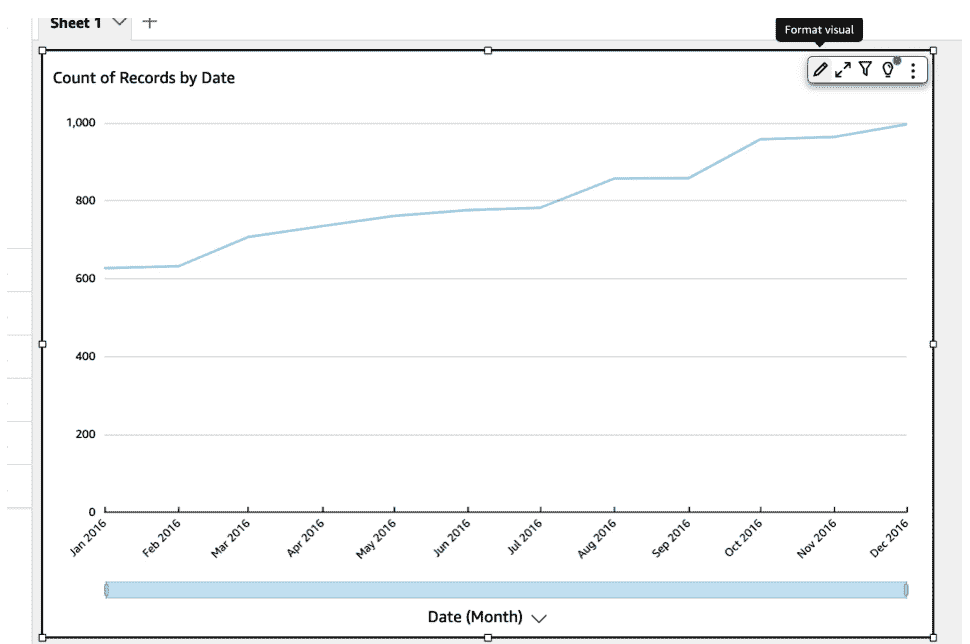 Sheet 1
Format visual
Count of Records by Date
1,000
800
600
400
200
0
Jan 2016
Feb 2016
Mar 2016
Apr 2016
May 2016
Jun 2016
Jul 2016
Aug 2016
Sep 2016
Oct 2016
Nov 2016
Dec 2016
Date (Month)